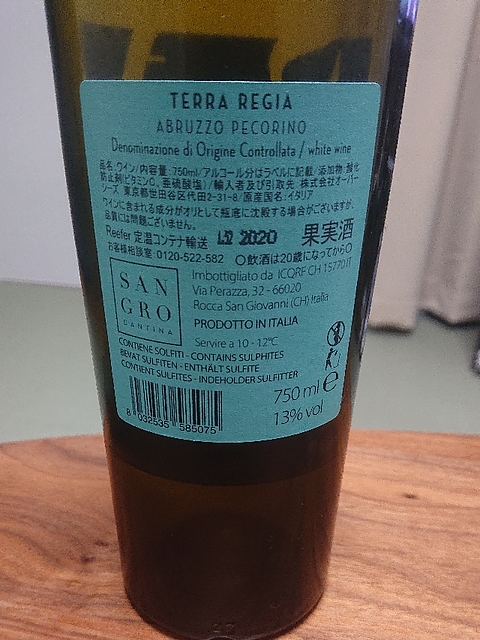 TERRA REGIA
ABRUZZO PECORINO
Denominazione di Origine Controllata / white wine
品名:ワイン/内容量:750ml/アルコール分はラベルに記載/添加物:酸化
防止剤(ビタミンC、亜硫酸塩)/輸入者及び引取先:株式会社オーバー
シーズ 東京都世田谷区代田2-31-8/原産国名:イタリア
ワインに含まれる成分がオリとして瓶底に沈殿する場合がございますが、
品質には問題ございません。
Reefer 定温コンテナ輸送 L52 2020 果実酒
お客様相談室 0120-522-582 〇飲酒は20歳になってから〇
SAN
GRO
CANTINA
Imbottigliato da ICQRF CH 15770 IT
Via Perazza, 32 - 66020
Rocca San Giovanni (CH) Italia
PRODOTTO IN ITALIA
Servire a 10 - 12°C
CONTIENE SOLFITI - CONTAINS SULPHITES
BEVAT SULFITEN - ENTHÄLT SULFITE
CONTIENT SULFITES - INDEHOLDER SULFITTER
750 ml e
13% vol
8 032535 585075